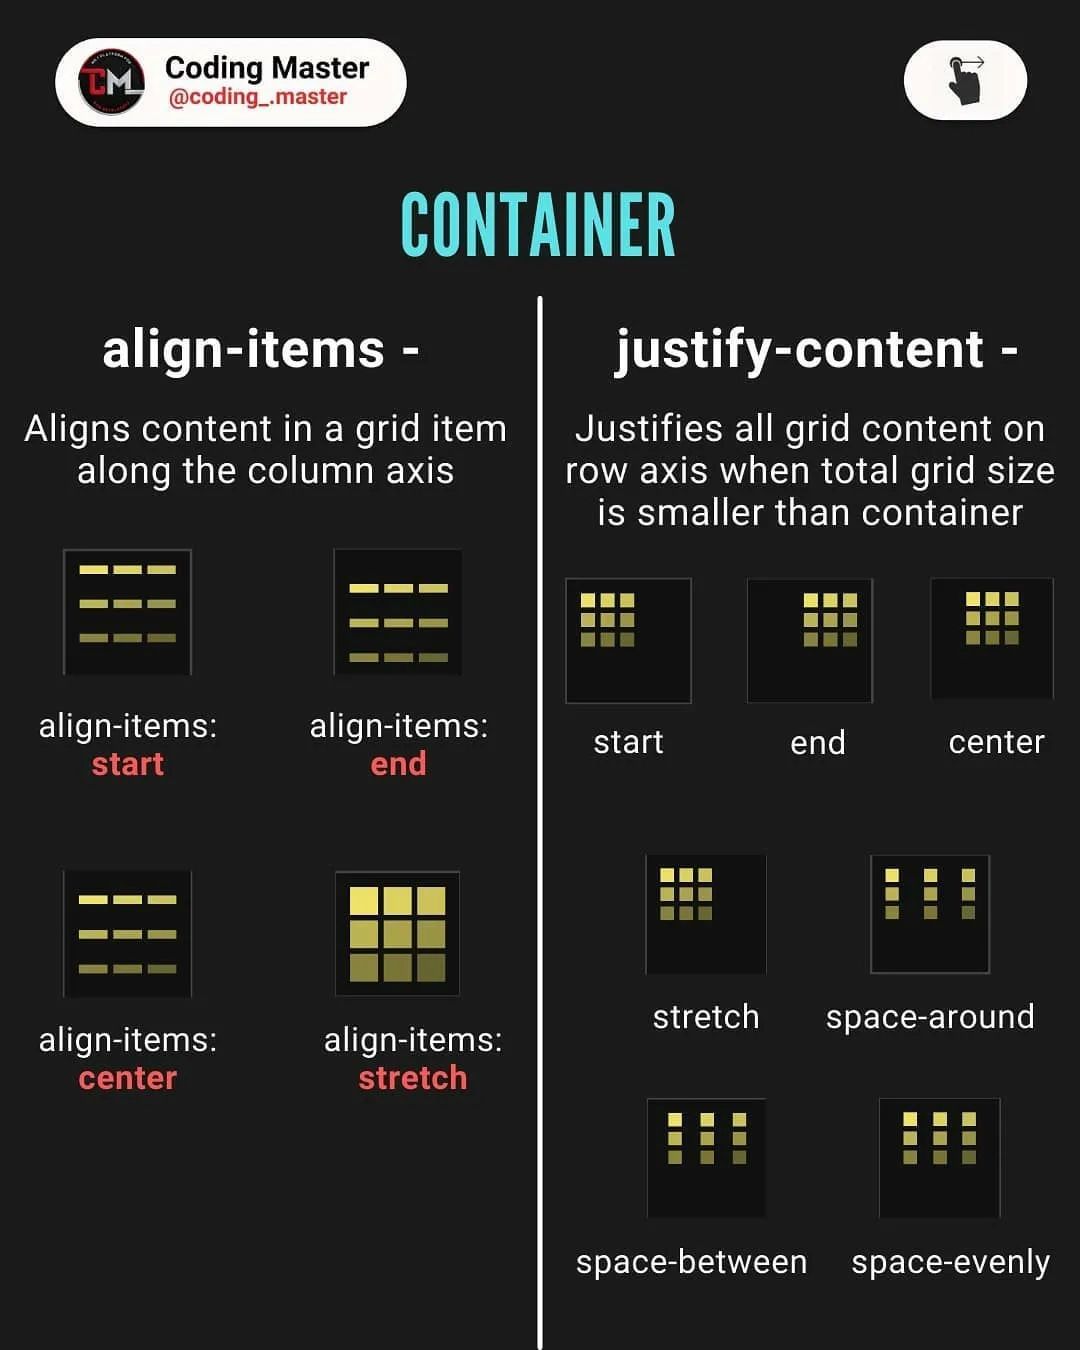 Coding Master
@coding_.master
CML
CONTAINER
align-items -
Aligns content in a grid item
along the column axis
align-items:
start
align-items:
end
align-items:
center
align-items:
stretch
justify-content -
Justifies all grid content on
row axis when total grid size
is smaller than container
start
end
center
stretch
space-around
space-between
space-evenly